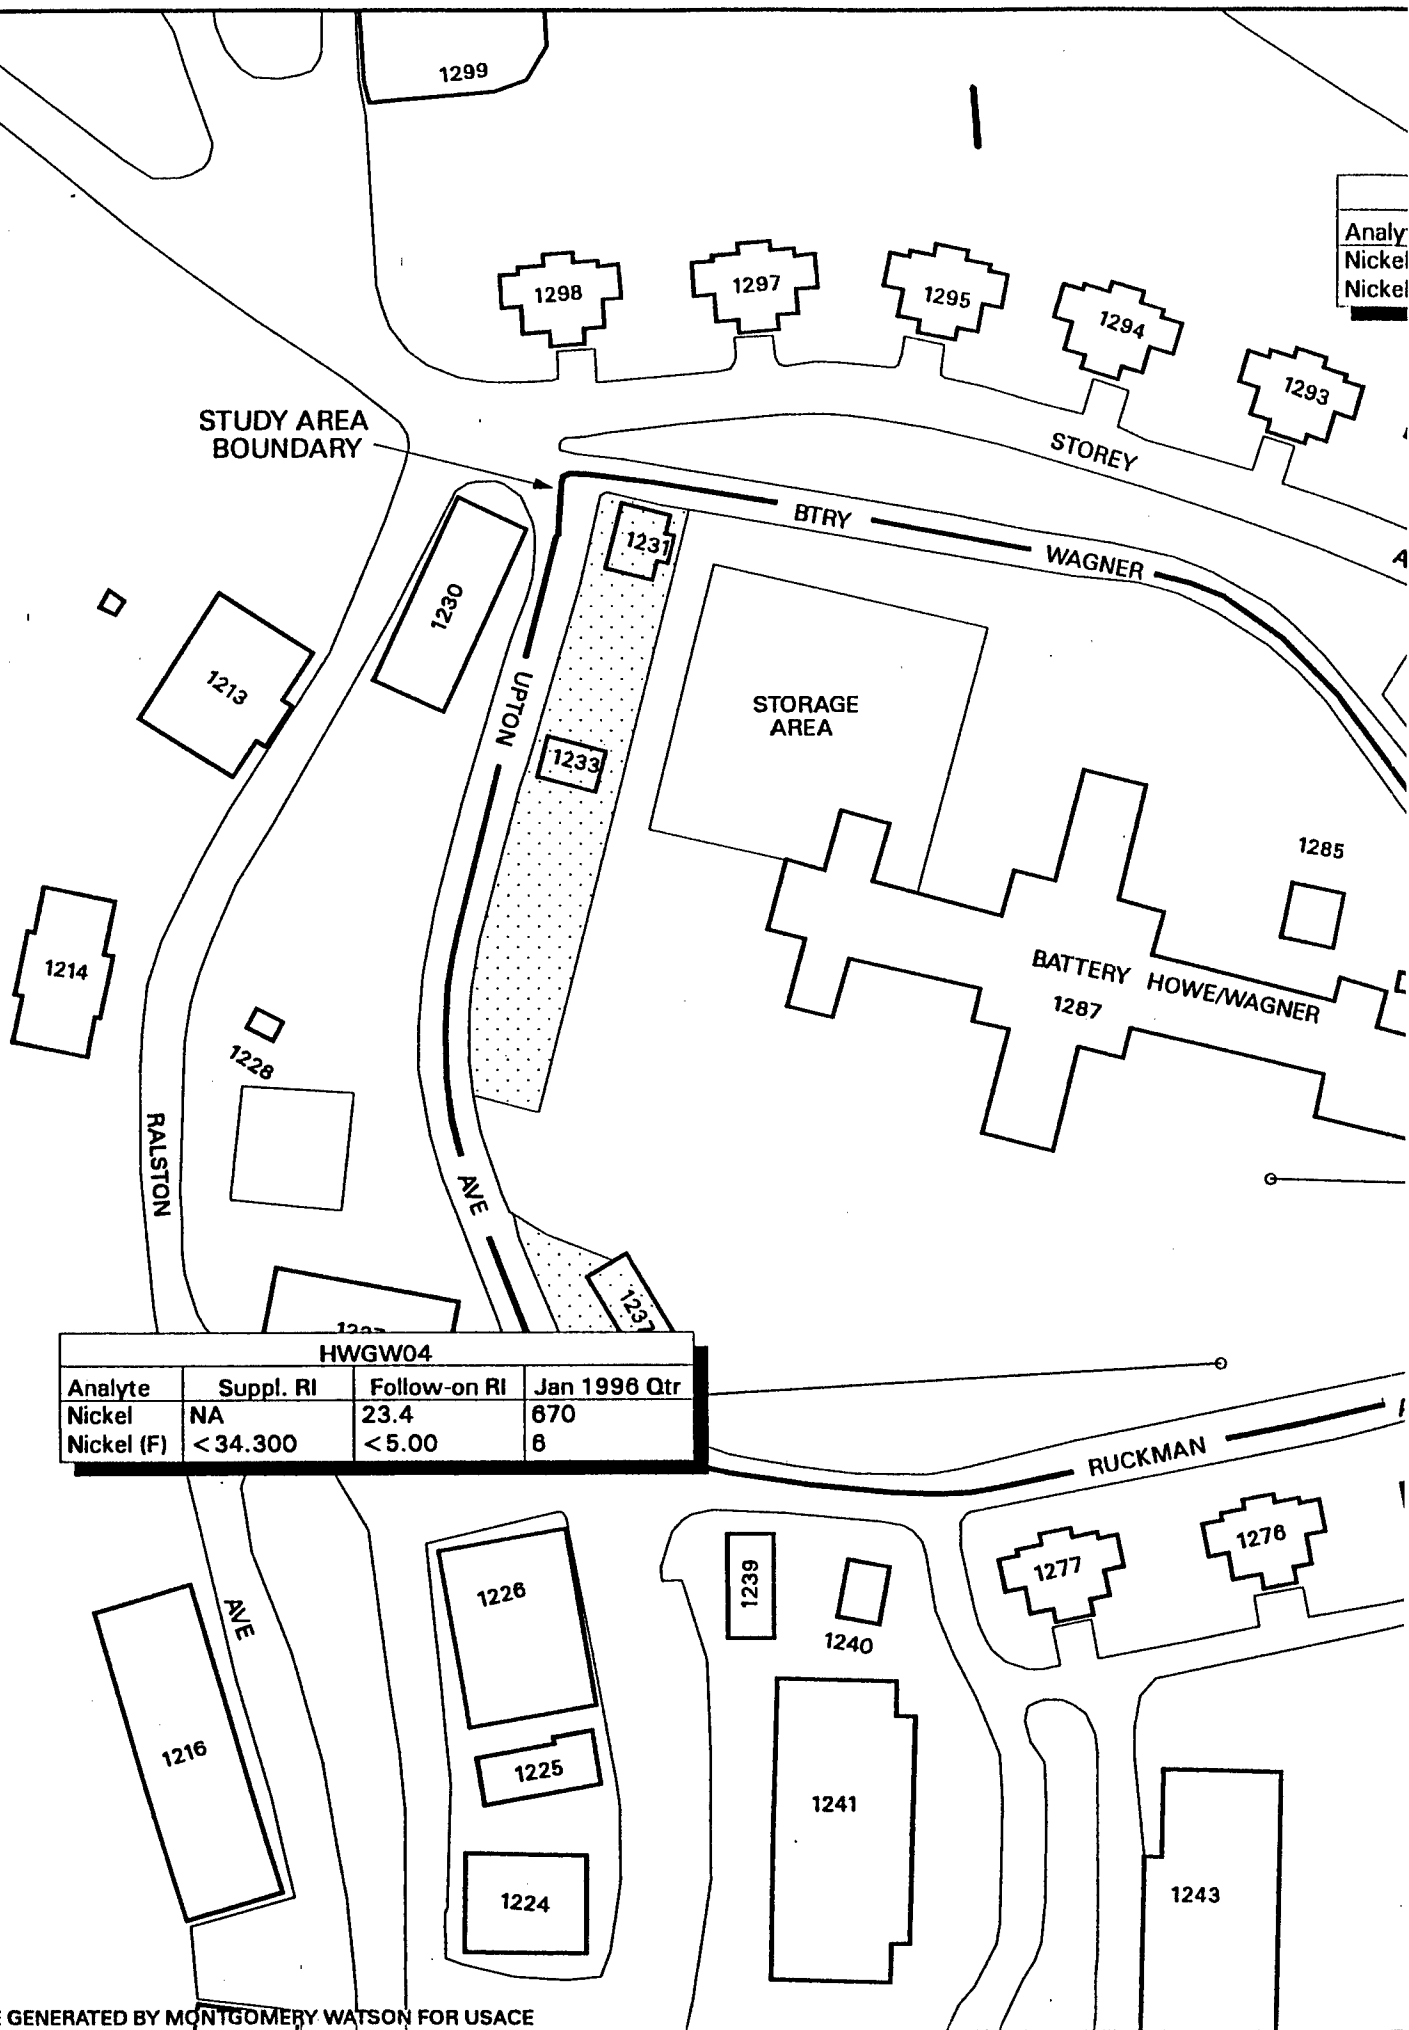 1299
Nickel
Nickel
1298
1297
1295
1294
1293
STUDY AREA
BOUNDARY
STOREY
BTRY
WAGNER
1231
1230
1213
UPTON
STORAGE
AREA
1233
1285
1214
BATTERY HOWE/WAGNER
1287
1228
RALSTON
AVE
1237
HWGW04
Analyte Suppl. RI Follow-on RI Jan 1996 Qtr
Nickel NA 23.4 670
Nickel (F) <34.300 <5.00 6
RUCKMAN
1276
1277
1239
1226
AVE
1240
1216
1225
1241
1243
1224
GENERATED BY MONTGOMERY WATSON FOR USACE